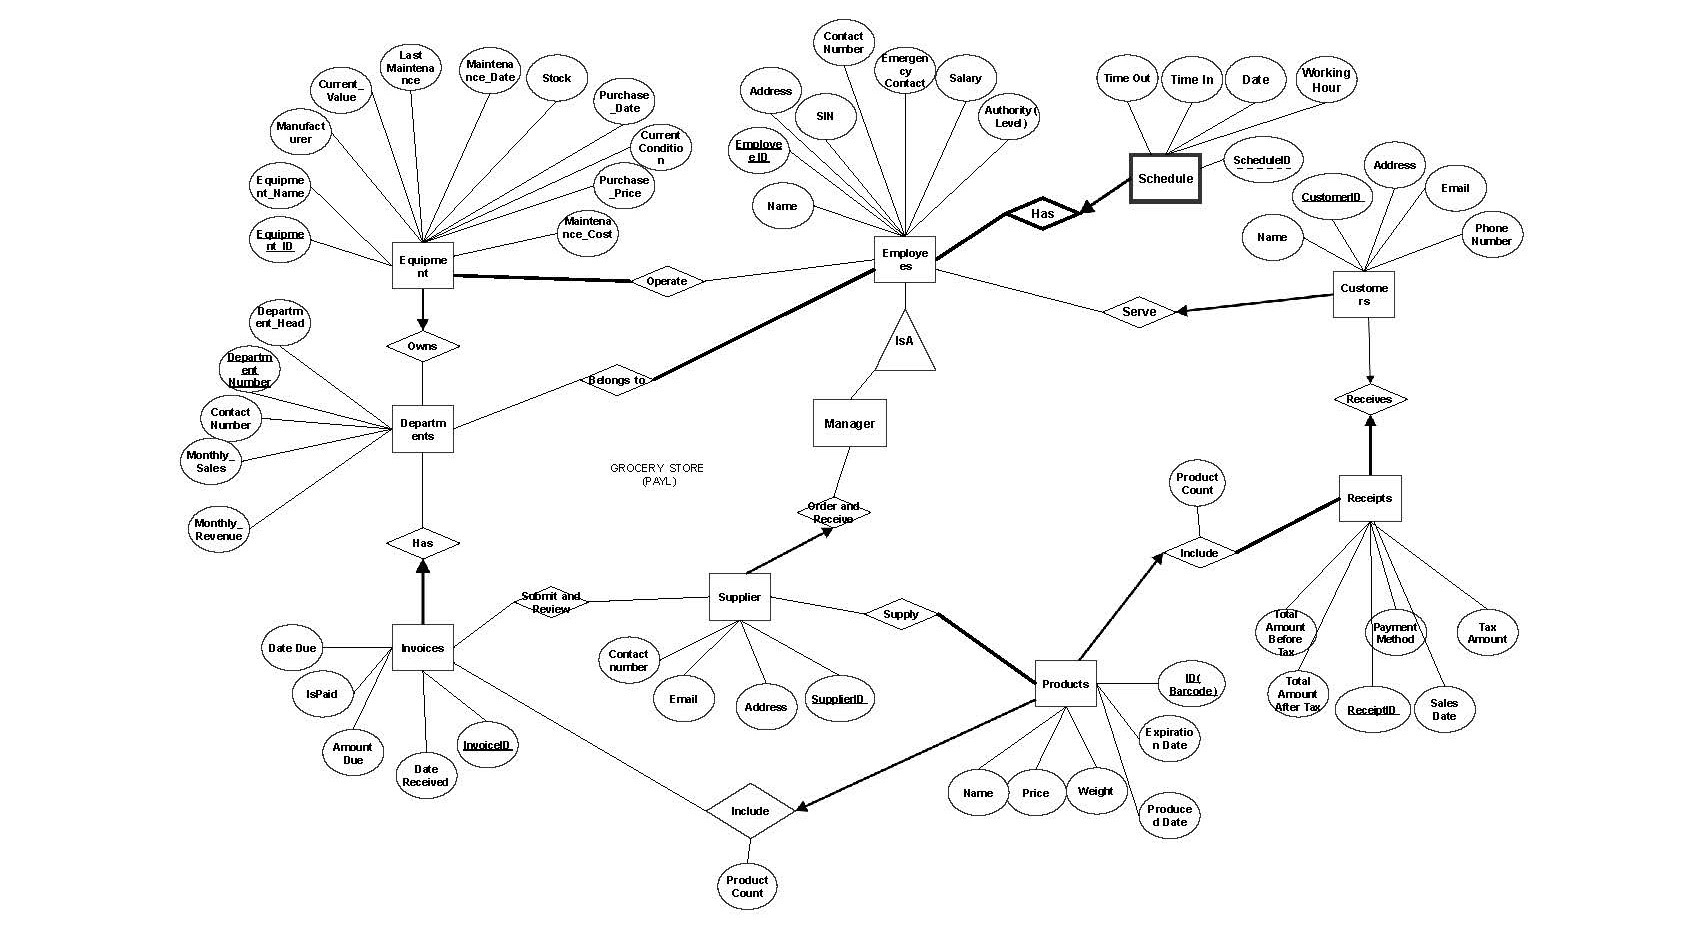 Contact
Number
Last
Maintena
nce
Maintena
nce_Date
Stock
Emergen
cy
Contact
Salary
Time Out
Time In
Date
Working
Hour
Current_
Value
Address
Purchase
_Date
SIN
Authority(
Level)
Manufact
urer
Current
Conditio
n
Employe
e ID
ScheduleID
Schedule
Address
Equipme
nt_Name
Purchase
_Price
CustomerID
Email
Name
Has
Equipme
nt_ID
Maintena
nce_Cost
Name
Phone
Number
Equipme
nt
Employe
es
Operate
Custome
rs
Serve
Departm
ent_Head
Owns
IsA
Departm
ent
Number
Belongs to
Receives
Contact
Number
Departm
ents
Manager
Monthly_
Sales
GROCERY STORE
(PAYL)
Product
Count
Receipts
Order and
Receive
Monthly_
Revenue
Has
Include
Submit and
Review
Supplier
Supply
Total
Amount
Before
Tax
Payment
Method
Tax
Amount
Date Due
Invoices
Contact
number
IsPaid
Products
ID(
Barcode)
Total
Amount
After Tax
Email
Address
SupplierID
ReceiptID
Sales
Date
Amount
Due
InvoiceID
Expiratio
n Date
Date
Received
Name
Price
Weight
Include
Produce
d Date
Product
Count